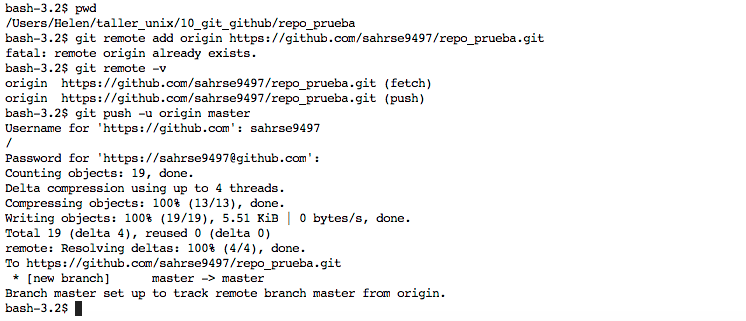 bash-3.2$ pwd
/Users/Helen/taller_unix/10_git_github/repo_prueba
bash-3.2$ git remote add origin https://github.com/sahrse9497/repo_prueba.git
fatal: remote origin already exists.
bash-3.2$ git remote -v
origin  https://github.com/sahrse9497/repo_prueba.git (fetch)
origin  https://github.com/sahrse9497/repo_prueba.git (push)
bash-3.2$ git push -u origin master
Username for 'https://github.com': sahrse9497
/
Password for 'https://sahrse9497@github.com':
Counting objects: 19, done.
Delta compression using up to 4 threads.
Compressing objects: 100% (13/13), done.
Writing objects: 100% (19/19), 5.51 KiB | 0 bytes/s, done.
Total 19 (delta 4), reused 0 (delta 0)
remote: Resolving deltas: 100% (4/4), done.
To https://github.com/sahrse9497/repo_prueba.git
 * [new branch]      master -> master
Branch master set up to track remote branch master from origin.
bash-3.2$